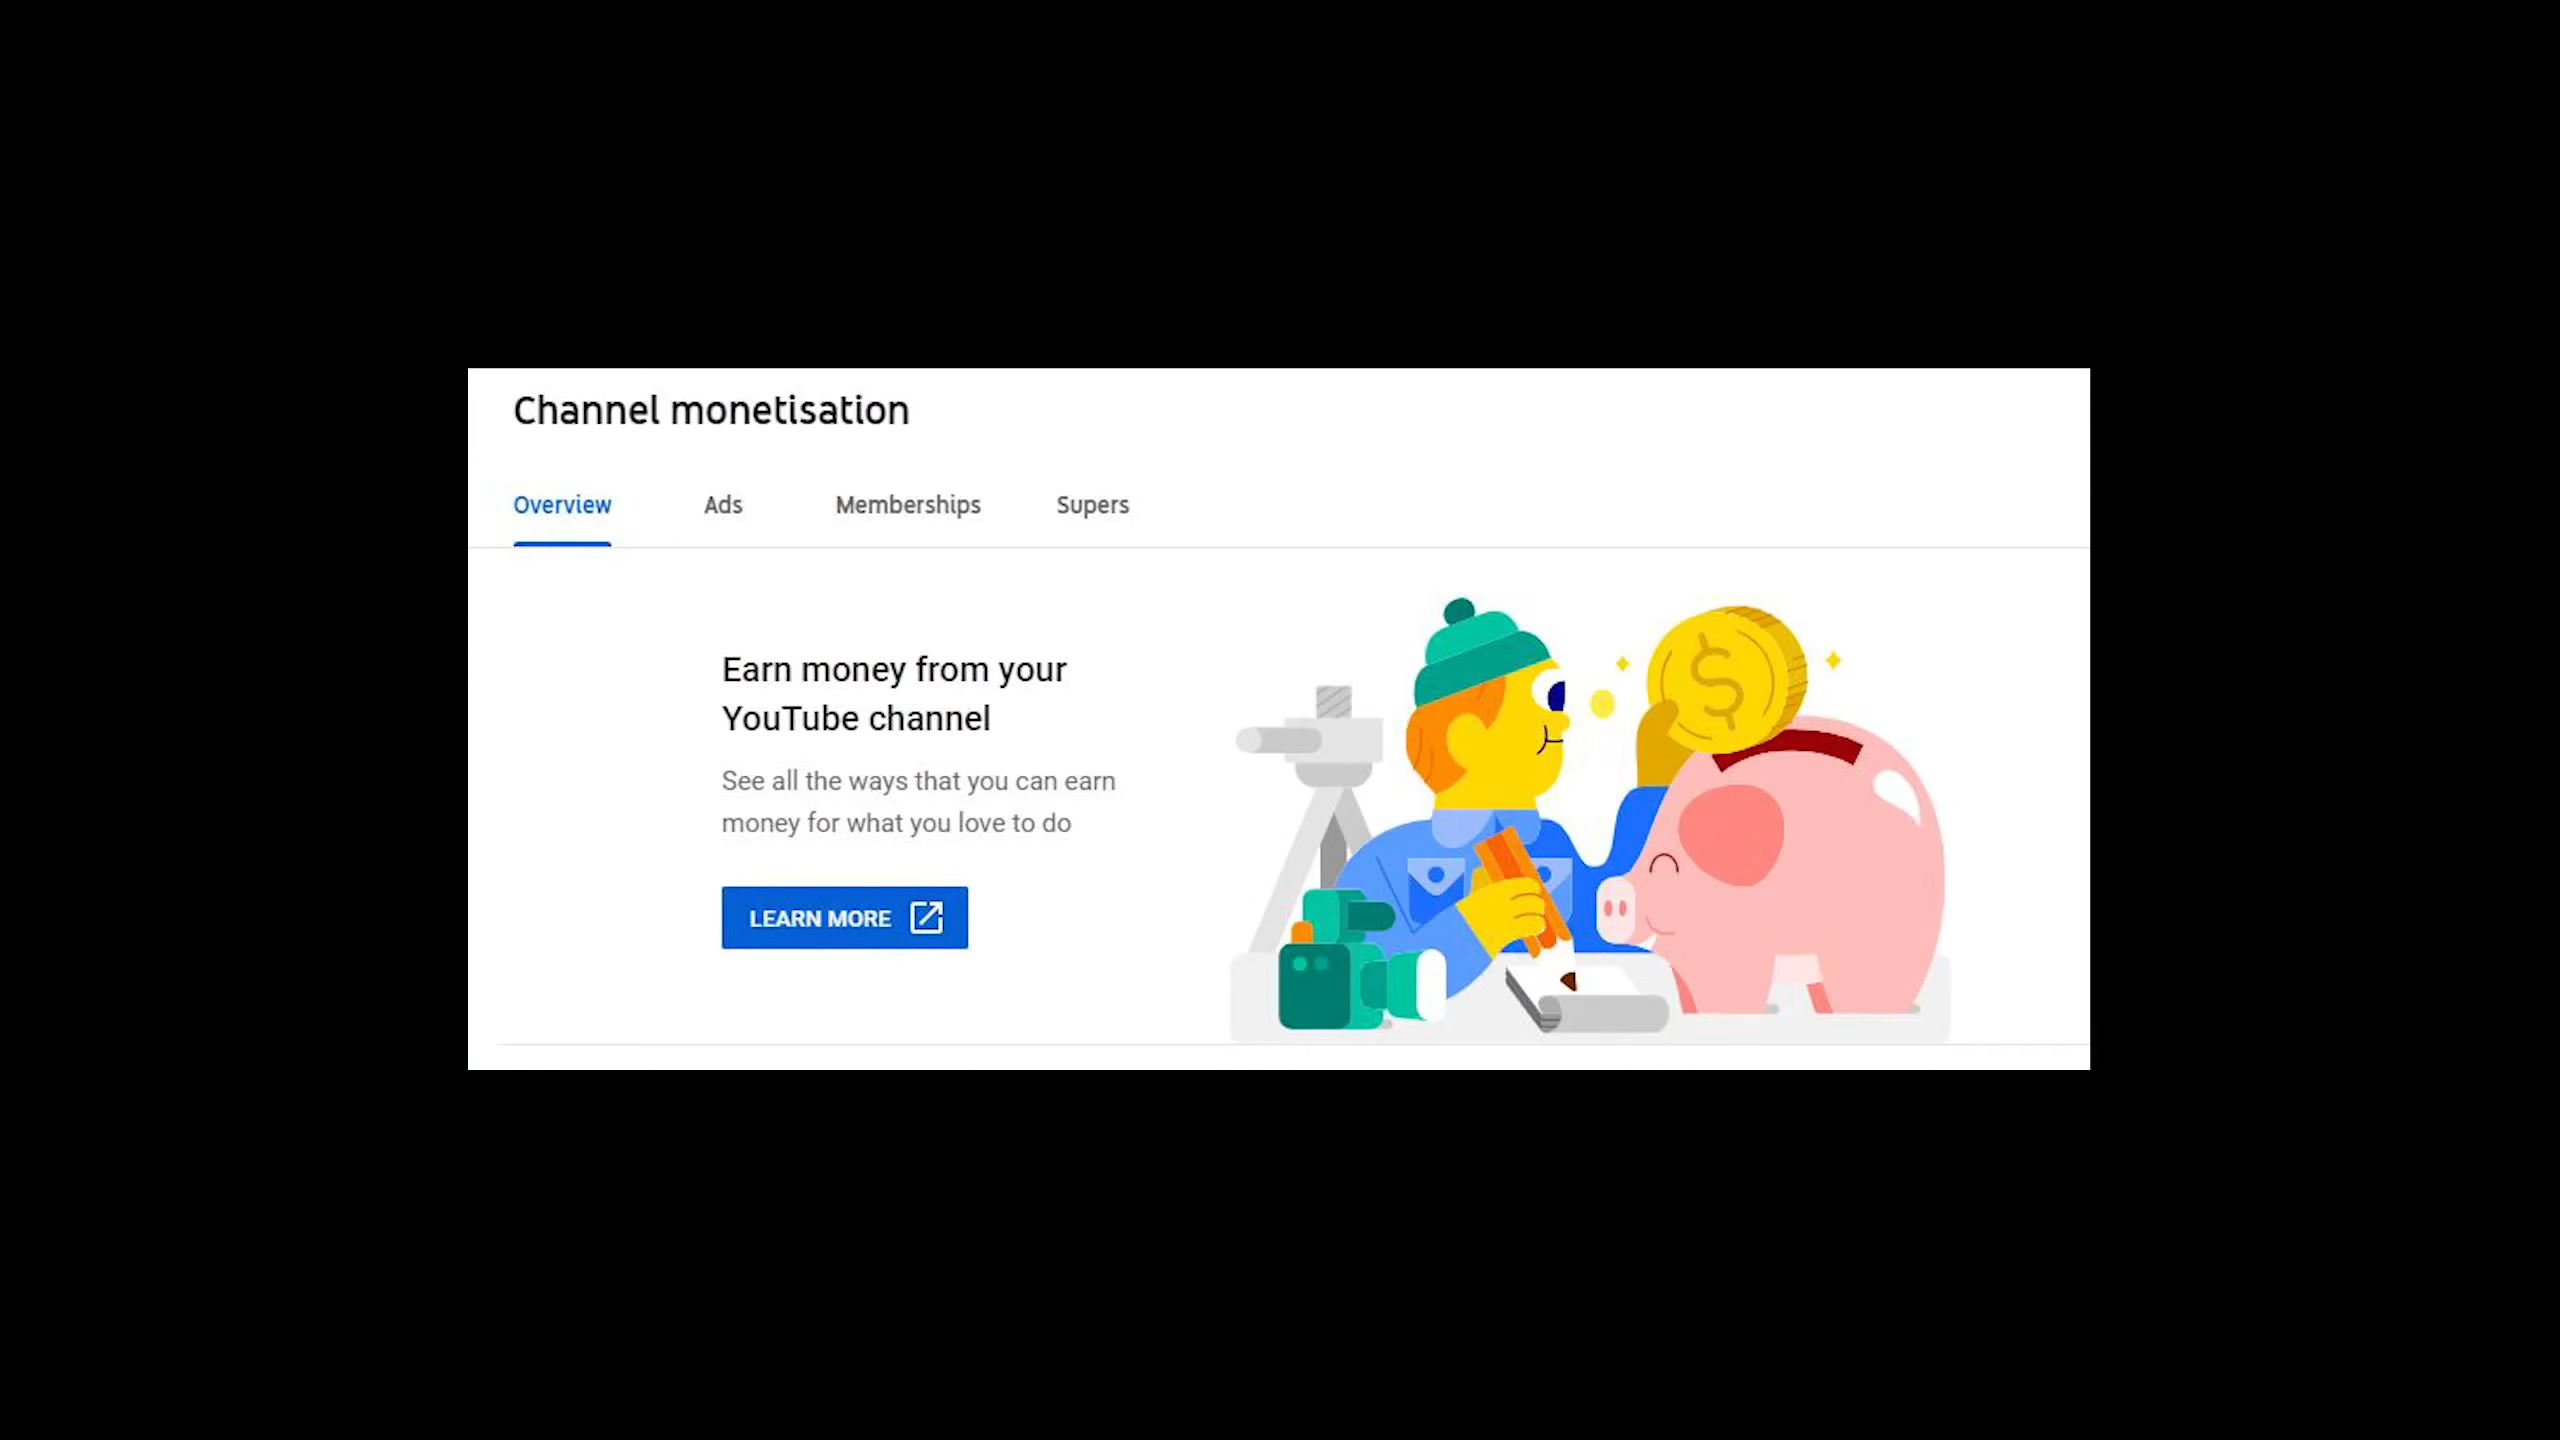 Channel monetisation
Overview Ads Memberships Supers
Earn money from your
YouTube channel
See all the ways that you can earn
money for what you love to do
LEARN MORE
$